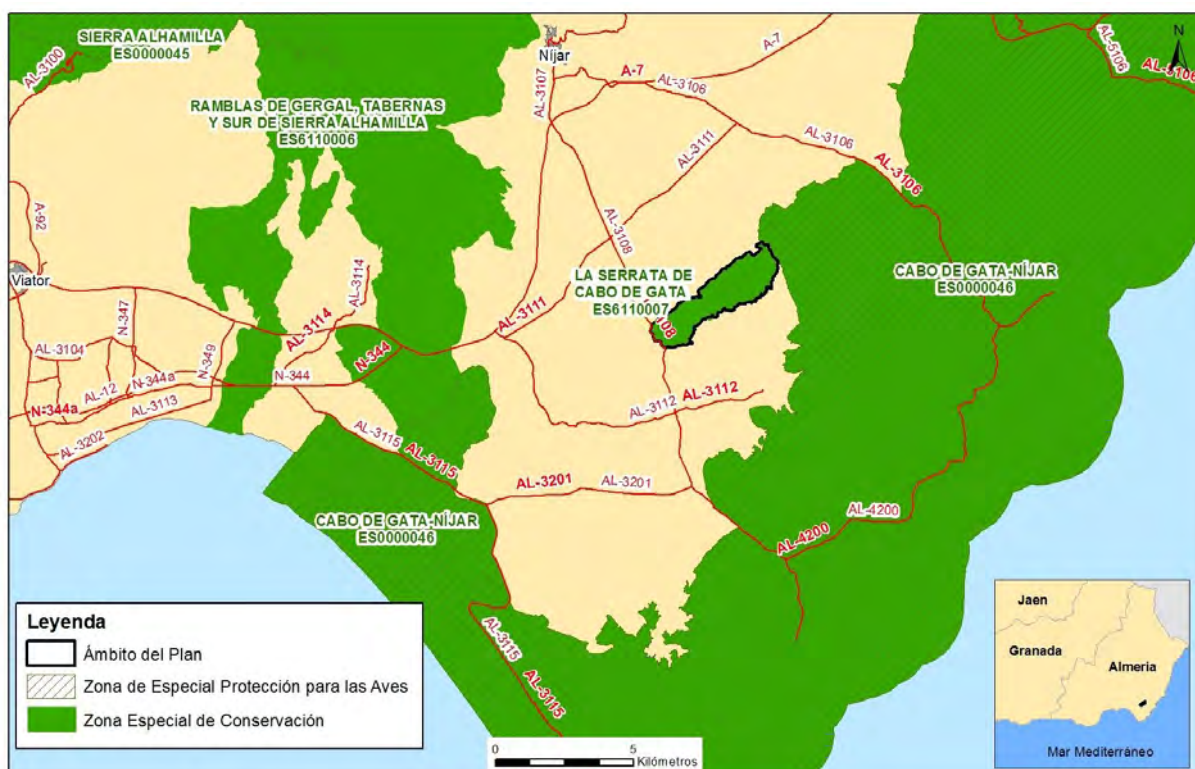 SIERRA ALHAMILLA
ES0000045
AL-3100
Níjar
A-7
A-7
AL-5106
AL-3106
N
AL-3107
AL-3106
RAMBLAS DE GERGAL, TABERNAS
Y SUR DE SIERRA ALHAMILLA
ES6110006
AL-3111
AL-3106
AL-3106
A-92
AL-3108
Viator
AL-3114
LA SERRATA DE
CABO DE GATA
ES6110007
CABO DE GATA-NÍJAR
ES0000046
N-347
AL-3114
AL-3111
108
AL-3104
N-349
N-344
AL-12
N-344a
N-344
N-344a
AL-3113
AL-3112
AL-3112
AL-3202
AL-3115
AL-3115
AL-3201
AL-3201
CABO DE GATA-NÍJAR
ES0000046
AL-4200
AL-4200
AL-3115
AL-3115
Leyenda
Ámbito del Plan
Zona de Especial Protección para las Aves
Zona Especial de Conservación
0
5
Kilómetros
Jaen
Granada
Almeria
Mar Mediterráneo